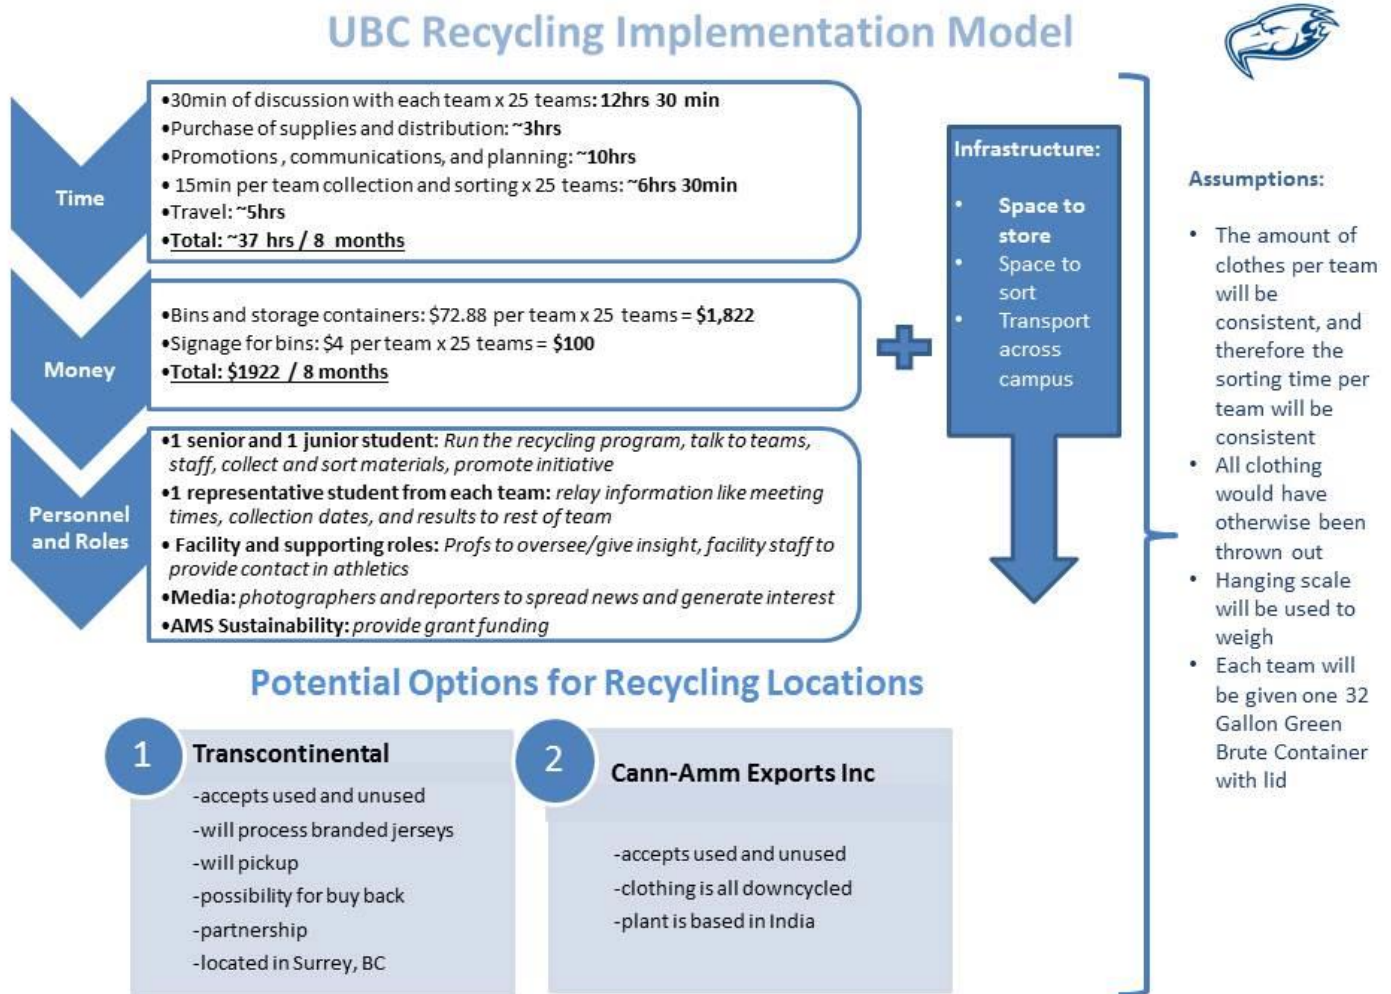 UBC Recycling Implementation Model
Time
•30min of discussion with each team x 25 teams: 12hrs 30 min
•Purchase of supplies and distribution: ~3hrs
•Promotions , communications, and planning: ~10hrs
• 15min per team collection and sorting x 25 teams: ~6hrs 30min
•Travel: ~5hrs
•Total: ~37 hrs / 8 months
Money
•Bins and storage containers: $72.88 per team x 25 teams = $1,822
•Signage for bins: $4 per team x 25 teams = $100
•Total: $1922 / 8 months
Personnel
and Roles
•1 senior and 1 junior student: Run the recycling program, talk to teams,
staff, collect and sort materials, promote initiative
•1 representative student from each team: relay information like meeting
times, collection dates, and results to rest of team
• Facility and supporting roles: Profs to oversee/give insight, facility staff to
provide contact in athletics
•Media: photographers and reporters to spread news and generate interest
•AMS Sustainability: provide grant funding
Infrastructure:
• Space to
store
• Space to
sort
• Transport
across
campus
Assumptions:
• The amount of
clothes per team
will be
consistent, and
therefore the
sorting time per
team will be
consistent
• All clothing
would have
otherwise been
thrown out
• Hanging scale
will be used to
weigh
• Each team will
be given one 32
Gallon Green
Brute Container
with lid
Potential Options for Recycling Locations
1
Transcontinental
-accepts used and unused
-will process branded jerseys
-will pickup
-possibility for buy back
-partnership
-located in Surrey, BC
2
Cann-Amm Exports Inc
-accepts used and unused
-clothing is all downcycled
-plant is based in India